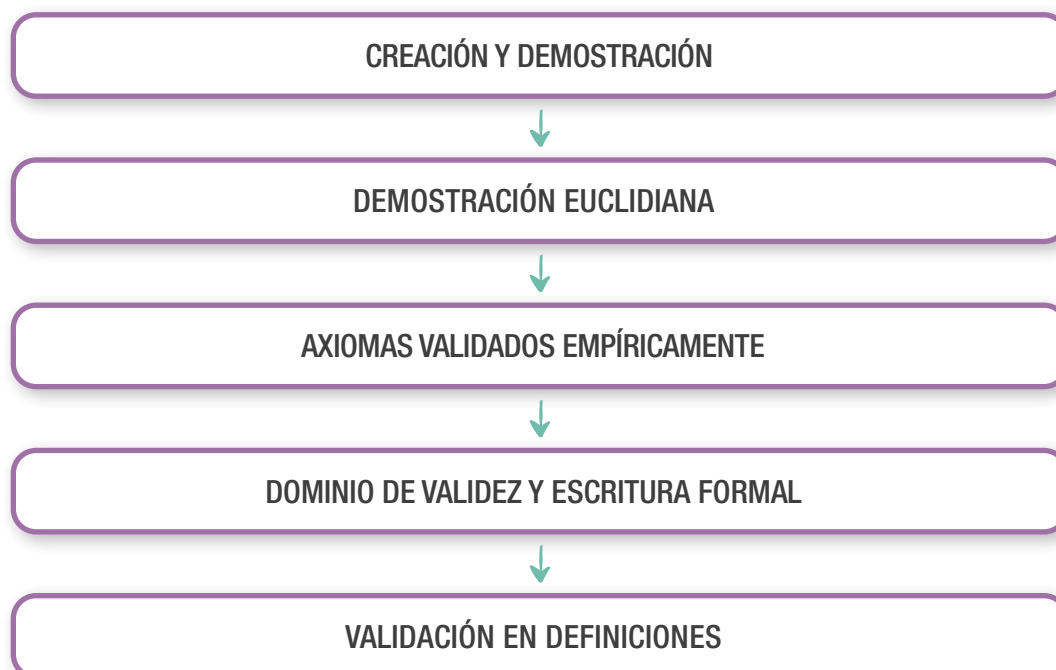 CREACIÓN Y DEMOSTRACIÓN
DEMOSTRACIÓN EUCLIDIANA
AXIOMAS VALIDADOS EMPÍRICAMENTE
DOMINIO DE VALIDEZ Y ESCRITURA FORMAL
VALIDACIÓN EN DEFINICIONES